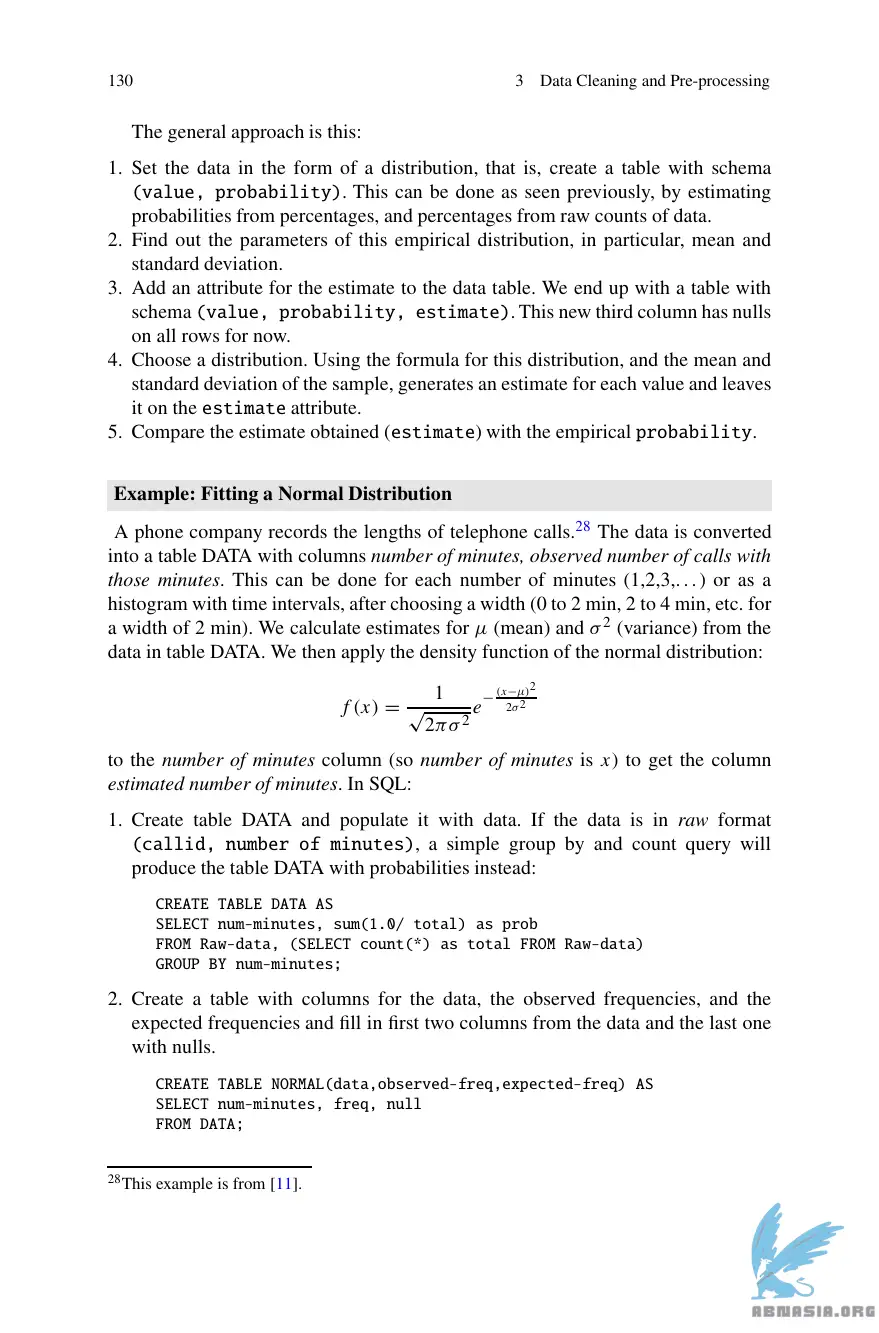 130
3 Data Cleaning and Pre-processing
The general approach is this:
1. Set the data in the form of a distribution, that is, create a table with schema
(value, probability). This can be done as seen previously, by estimating
probabilities from percentages, and percentages from raw counts of data.
2. Find out the parameters of this empirical distribution, in particular, mean and
standard deviation.
3. Add an attribute for the estimate to the data table. We end up with a table with
schema (value, probability, estimate). This new third column has nulls
on all rows for now.
4. Choose a distribution. Using the formula for this distribution, and the mean and
standard deviation of the sample, generates an estimate for each value and leaves
it on the estimate attribute.
5. Compare the estimate obtained (estimate) with the empirical probability.
Example: Fitting a Normal Distribution
A phone company records the lengths of telephone calls.²⁸ The data is converted
into a table DATA with columns number of minutes, observed number of calls with
those minutes. This can be done for each number of minutes (1,2,3,...) or as a
histogram with time intervals, after choosing a width (0 to 2 min, 2 to 4 min, etc. for
a width of 2 min). We calculate estimates for μ (mean) and σ² (variance) from the
data in table DATA. We then apply the density function of the normal distribution:
f(x) = 1/√(2πσ²) e^(−(x−μ)²/(2σ²))
to the number of minutes column (so number of minutes is x) to get the column
estimated number of minutes. In SQL:
1. Create table DATA and populate it with data. If the data is in raw format
(callid, number of minutes), a simple group by and count query will
produce the table DATA with probabilities instead:
CREATE TABLE DATA AS
SELECT num-minutes, sum(1.0/ total) as prob
FROM Raw-data, (SELECT count(*) as total FROM Raw-data)
GROUP BY num-minutes;
2. Create a table with columns for the data, the observed frequencies, and the
expected frequencies and fill in first two columns from the data and the last one
with nulls.
CREATE TABLE NORMAL(data,observed-freq,expected-freq) AS
SELECT num-minutes, freq, null
FROM DATA;
²⁸This example is from [11].
ABNASIA.ORG